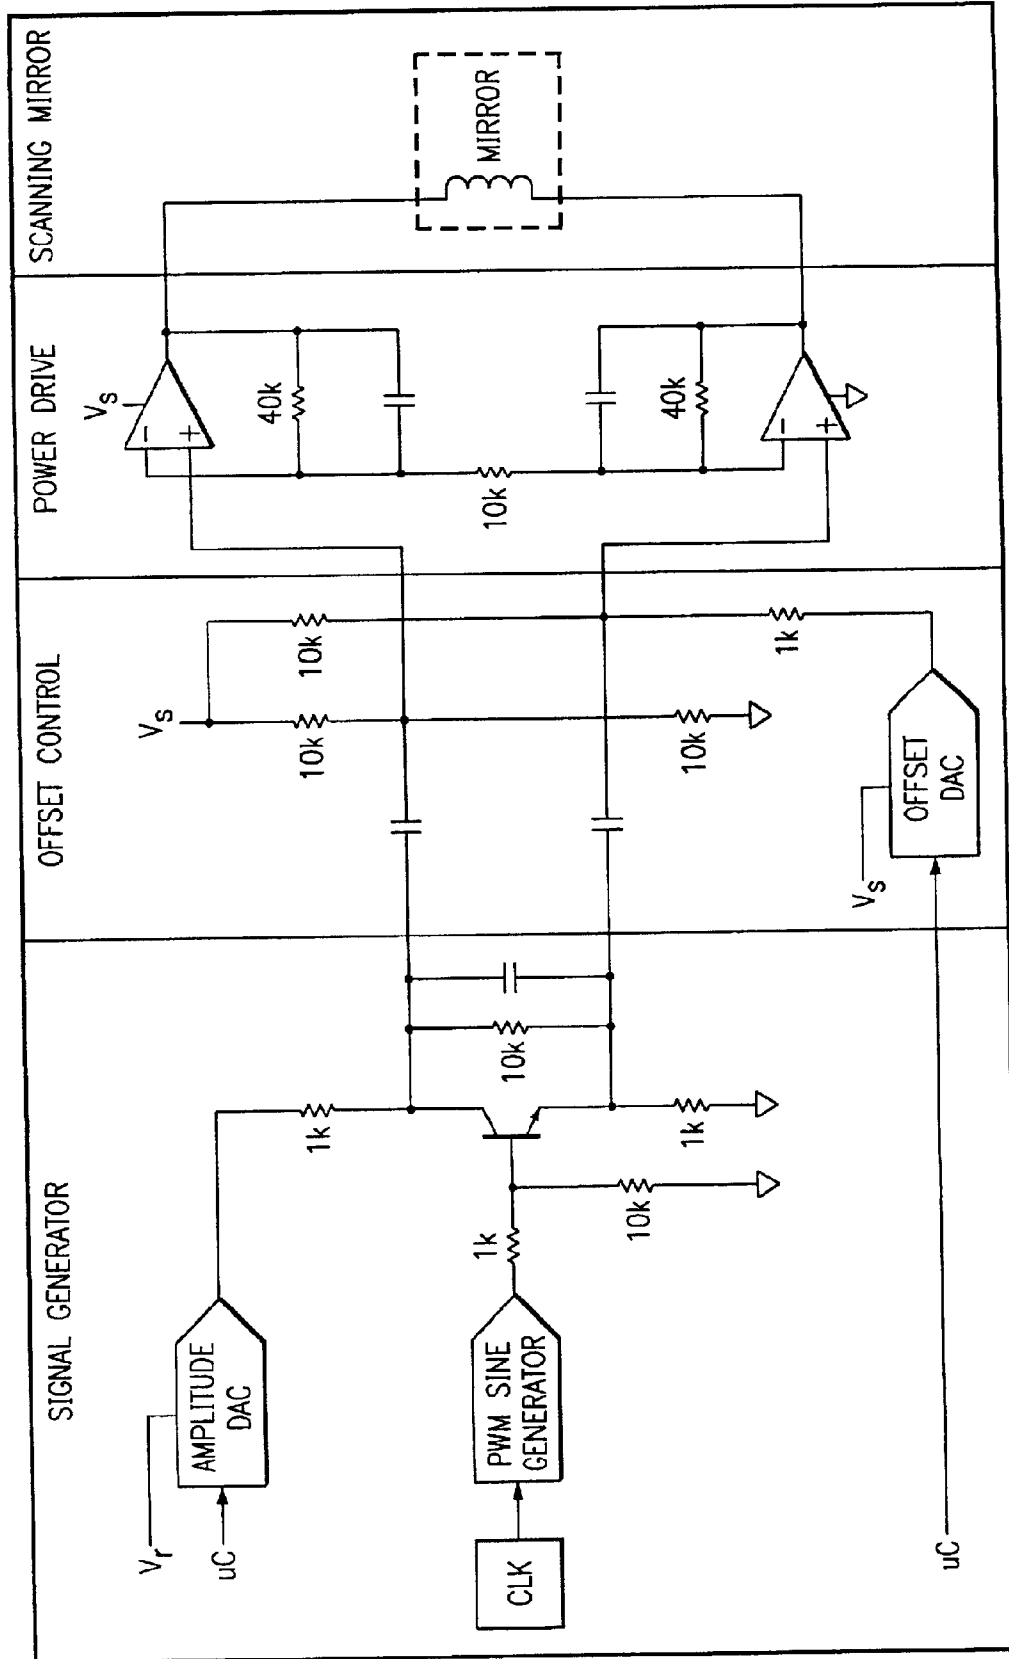 SIGNAL GENERATOR
OFFSET CONTROL
POWER DRIVE
SCANNING MIRROR
Vr
uC
AMPLITUDE
DAC
1k
CLK
PWM SINE
GENERATOR
1k
10k
10k
1k
uC
Vs
10k
10k
10k
1k
Vs
OFFSET
DAC
Vs
-
+
40k
10k
40k
-
+
MIRROR